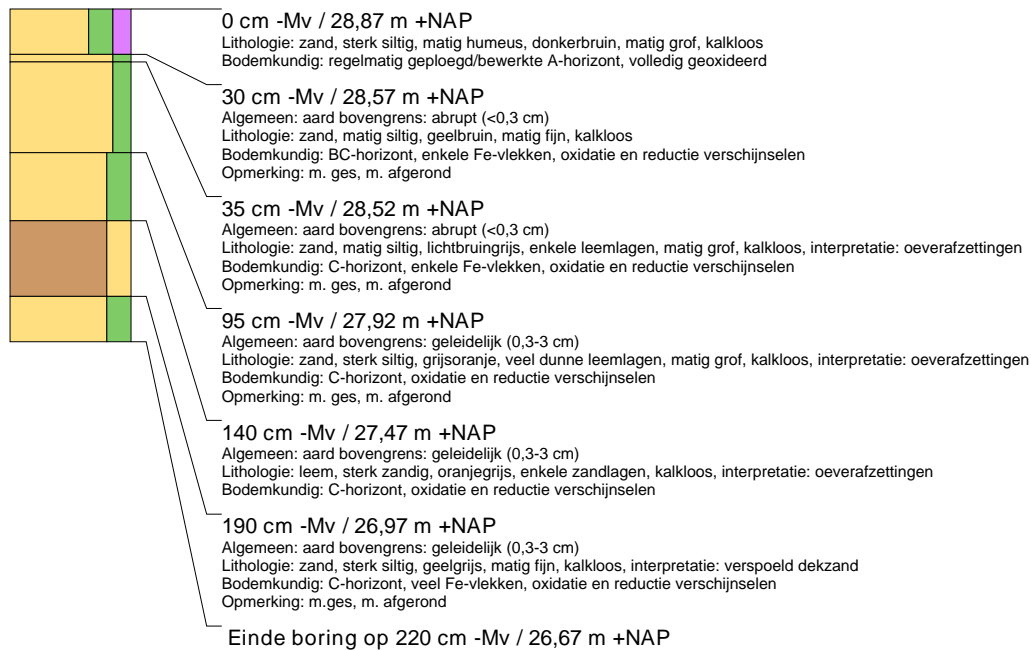 0 cm -Mv / 28,87 m +NAP
Lithologie: zand, sterk siltig, matig humeus, donkerbruin, matig grof, kalkloos
Bodemkundig: regelmatig geploegd/bewerkte A-horizont, volledig geoxideerd
30 cm -Mv / 28,57 m +NAP
Algemeen: aard bovengrens: abrupt (<0,3 cm)
Lithologie: zand, matig siltig, geelbruin, matig fijn, kalkloos
Bodemkundig: BC-horizont, enkele Fe-vlekken, oxidatie en reductie verschijnselen
Opmerking: m. ges, m. afgerond
35 cm -Mv / 28,52 m +NAP
Algemeen: aard bovengrens: abrupt (<0,3 cm)
Lithologie: zand, matig siltig, lichtbruingrijs, enkele leemlagen, matig grof, kalkloos, interpretatie: oeverafzettingen
Bodemkundig: C-horizont, enkele Fe-vlekken, oxidatie en reductie verschijnselen
Opmerking: m. ges, m. afgerond
95 cm -Mv / 27,92 m +NAP
Algemeen: aard bovengrens: geleidelijk (0,3-3 cm)
Lithologie: zand, sterk siltig, grijsoranje, veel dunne leemlagen, matig grof, kalkloos, interpretatie: oeverafzettingen
Bodemkundig: C-horizont, oxidatie en reductie verschijnselen
Opmerking: m. ges, m. afgerond
140 cm -Mv / 27,47 m +NAP
Algemeen: aard bovengrens: geleidelijk (0,3-3 cm)
Lithologie: leem, sterk zandig, oranjegrijs, enkele zandlagen, kalkloos, interpretatie: oeverafzettingen
Bodemkundig: C-horizont, oxidatie en reductie verschijnselen
190 cm -Mv / 26,97 m +NAP
Algemeen: aard bovengrens: geleidelijk (0,3-3 cm)
Lithologie: zand, sterk siltig, geelgrijs, matig fijn, kalkloos, interpretatie: verspoeld dekzand
Bodemkundig: C-horizont, veel Fe-vlekken, oxidatie en reductie verschijnselen
Opmerking: m.ges, m. afgerond
Einde boring op 220 cm -Mv / 26,67 m +NAP